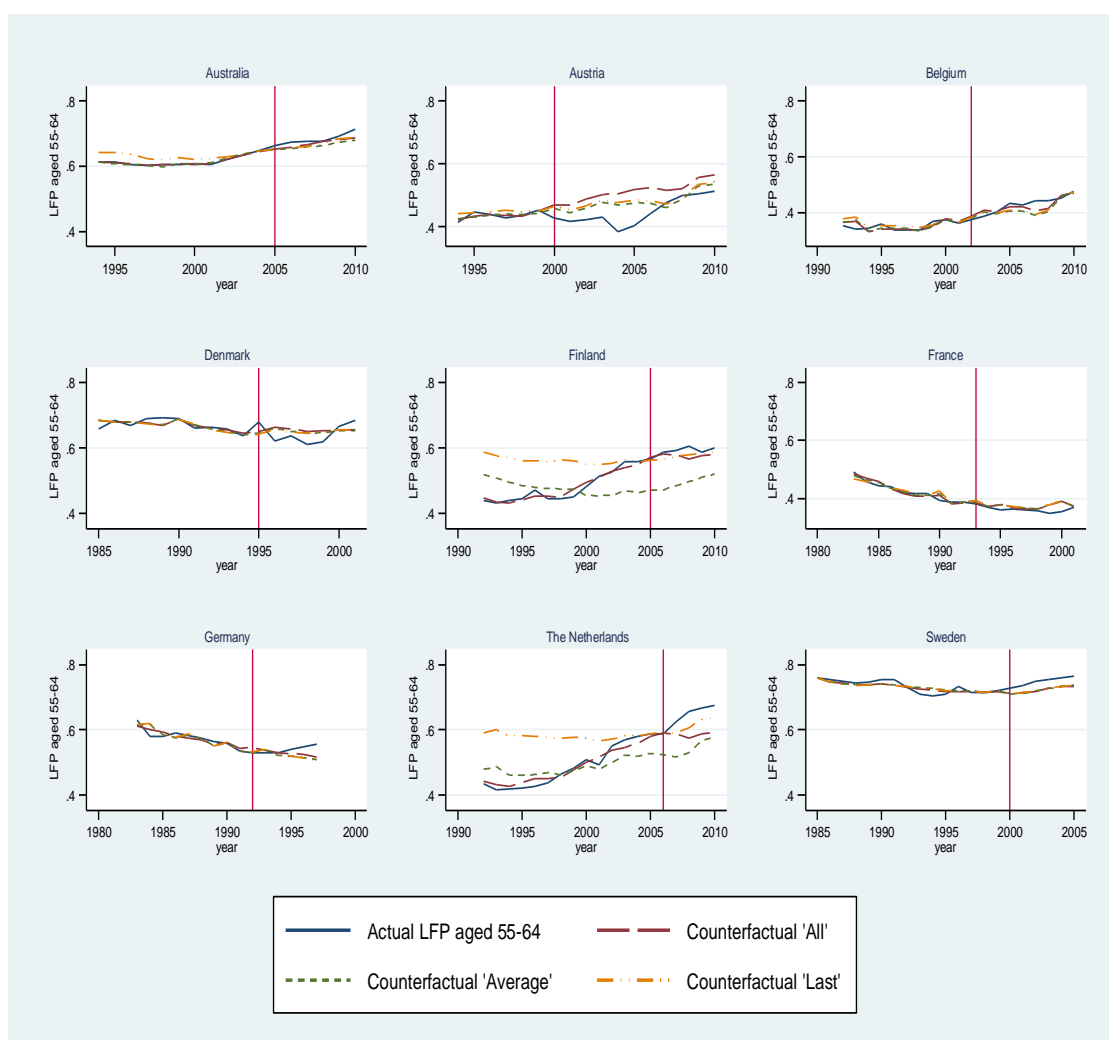 Australia
.8
.6
.4
LFP aged 55-64
1995 2000 2005 2010
year
Austria
.8
.6
.4
LFP aged 55-64
1995 2000 2005 2010
year
Belgium
.8
.6
.4
LFP aged 55-64
1990 1995 2000 2005 2010
year
Denmark
.8
.6
.4
LFP aged 55-64
1985 1990 1995 2000
year
Finland
.8
.6
.4
LFP aged 55-64
1990 1995 2000 2005 2010
year
France
.8
.6
.4
LFP aged 55-64
1980 1985 1990 1995 2000
year
Germany
.8
.6
.4
LFP aged 55-64
1980 1985 1990 1995 2000
year
The Netherlands
.8
.6
.4
LFP aged 55-64
1990 1995 2000 2005 2010
year
Sweden
.8
.6
.4
LFP aged 55-64
1985 1990 1995 2000 2005
year
Actual LFP aged 55-64
Counterfactual 'All'
Counterfactual 'Average'
Counterfactual 'Last'